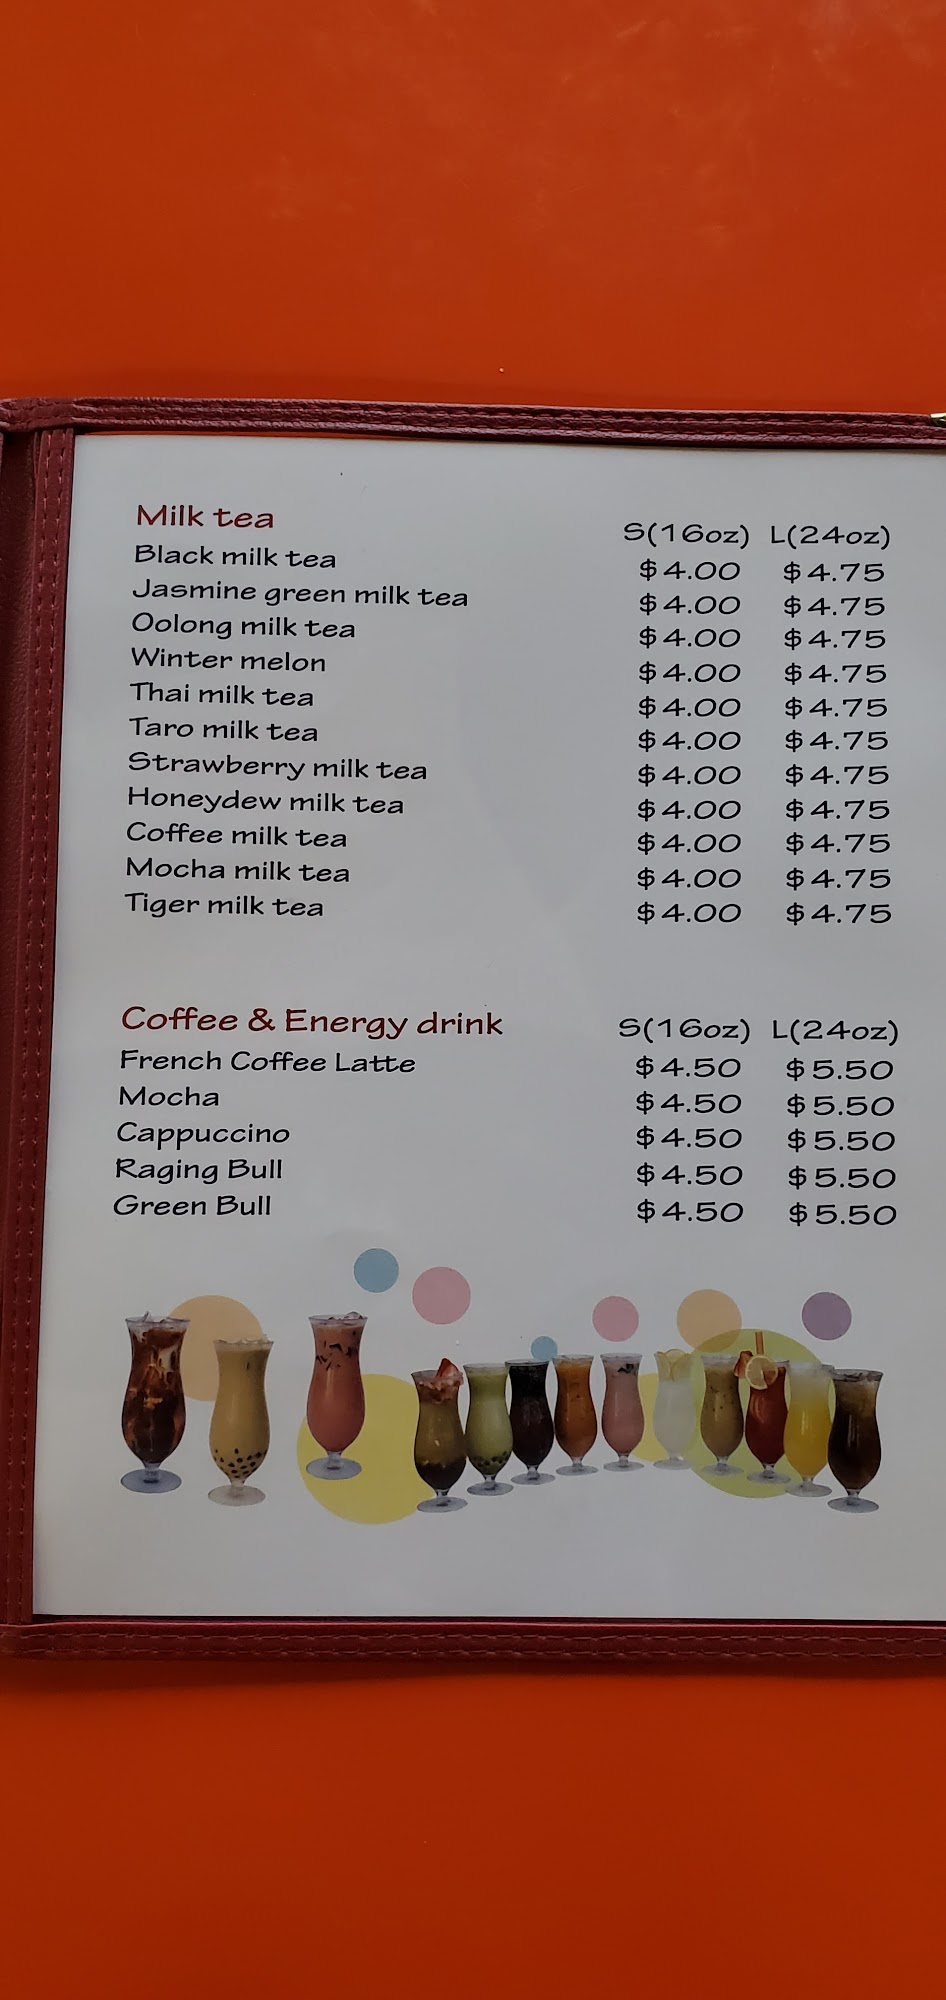 Milk tea S(16oz) L(24oz)
Black milk tea $4.00 $4.75
Jasmine green milk tea $4.00 $4.75
Oolong milk tea $4.00 $4.75
Winter melon $4.00 $4.75
Thai milk tea $4.00 $4.75
Taro milk tea $4.00 $4.75
Strawberry milk tea $4.00 $4.75
Honeydew milk tea $4.00 $4.75
Coffee milk tea $4.00 $4.75
Mocha milk tea $4.00 $4.75
Tiger milk tea $4.00 $4.75
Coffee & Energy drink S(16oz) L(24oz)
French Coffee Latte $4.50 $5.50
Mocha $4.50 $5.50
Cappuccino $4.50 $5.50
Raging Bull $4.50 $5.50
Green Bull $4.50 $5.50